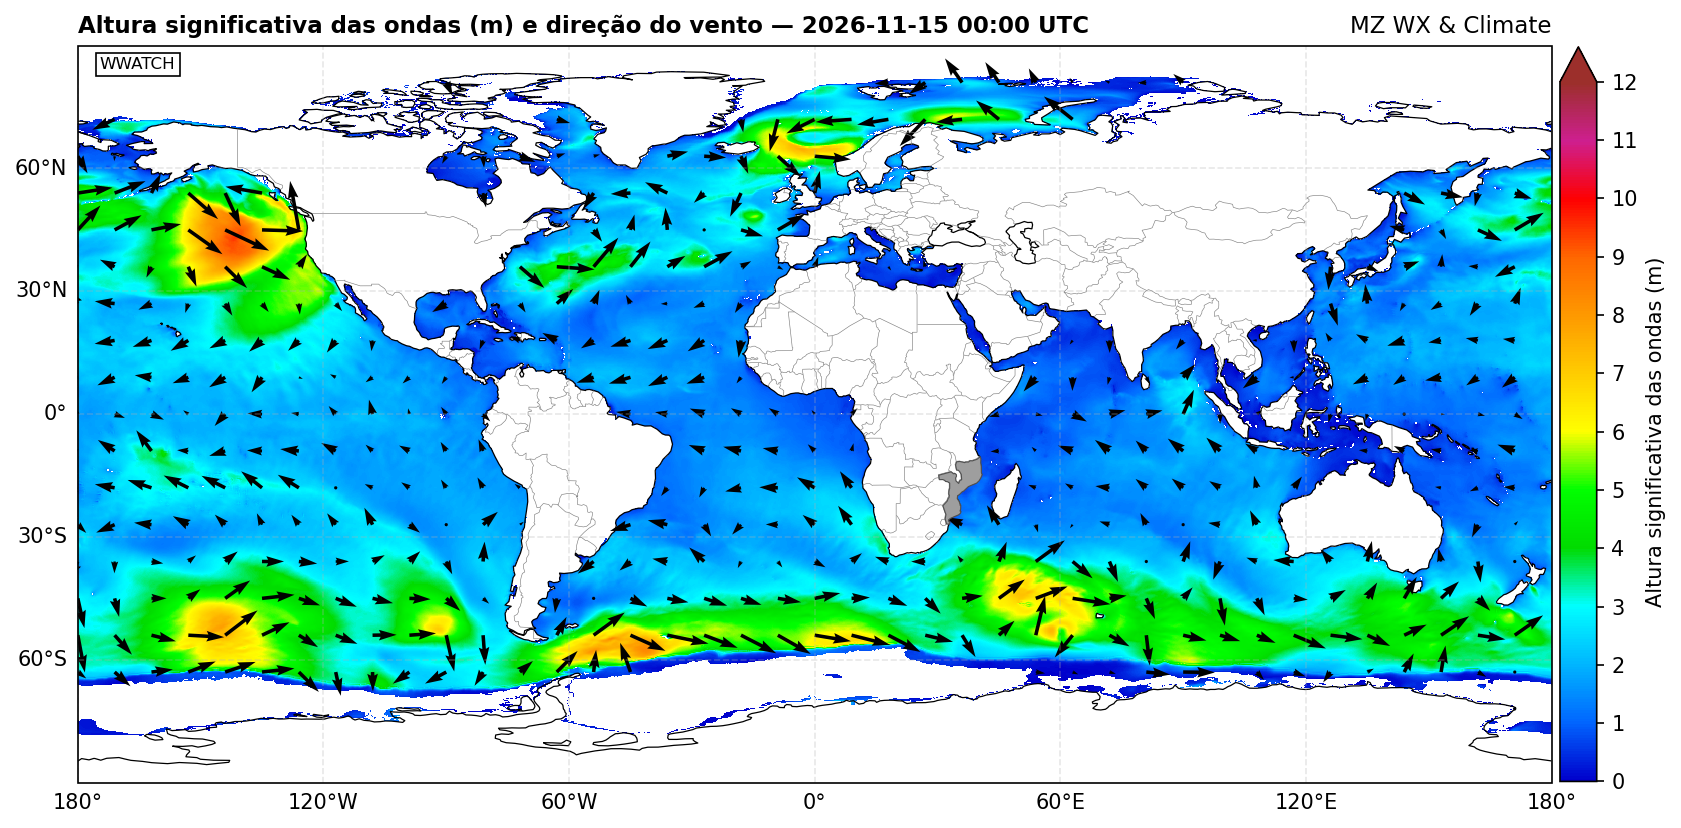 Altura significativa das ondas (m) e direção do vento — 2026-11-15 00:00 UTC
MZ WX & Climate
WWATCH
60°N
30°N
0°
30°S
60°S
180°
120°W
60°W
0°
60°E
120°E
180°
12
11
10
9
8
7
6
5
4
3
2
1
0
Altura significativa das ondas (m)